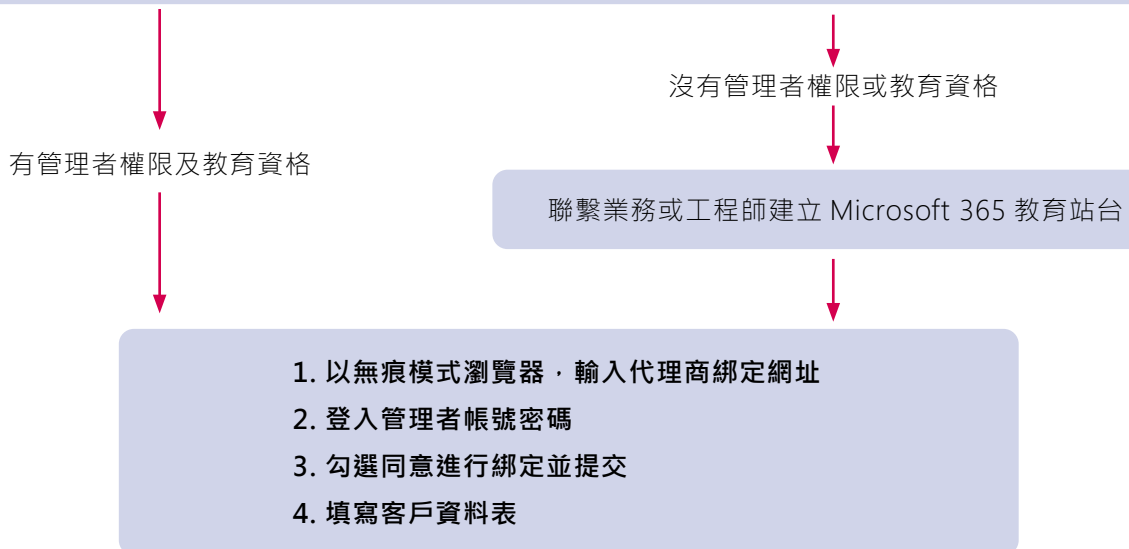 沒有管理者權限或教育資格
有管理者權限及教育資格
聯繫業務或工程師建立 Microsoft 365 教育站台
1. 以無痕模式瀏覽器，輸入代理商綁定網址
2. 登入管理者帳號密碼
3. 勾選同意進行綁定並提交
4. 填寫客戶資料表